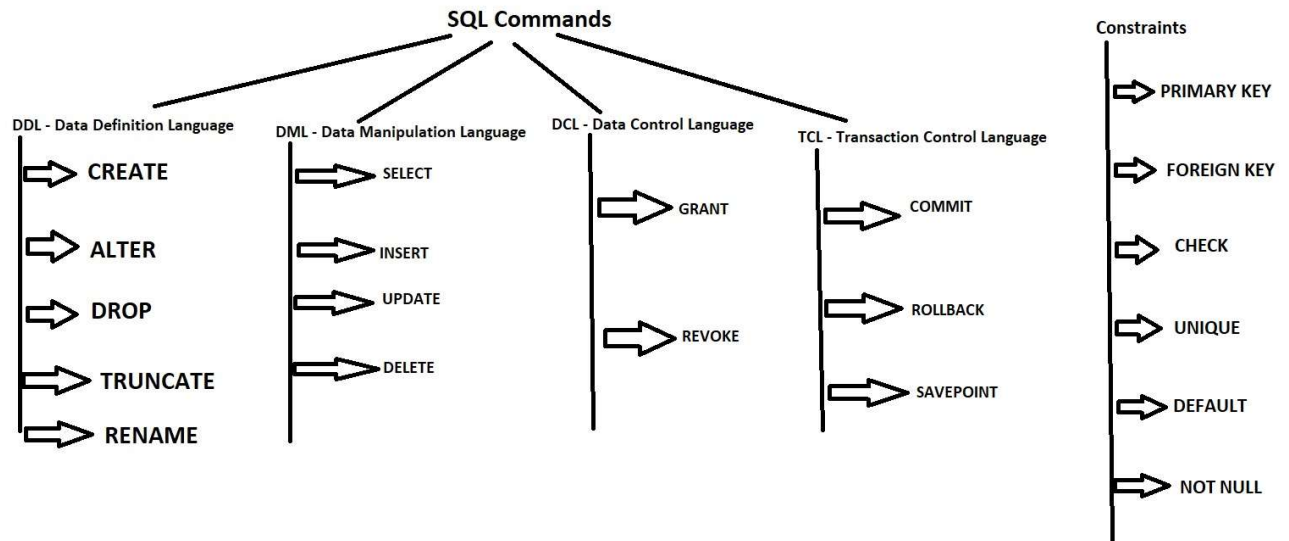 SQL Commands
DDL - Data Definition Language
CREATE
ALTER
DROP
TRUNCATE
RENAME
DML - Data Manipulation Language
SELECT
INSERT
UPDATE
DELETE
DCL - Data Control Language
GRANT
REVOKE
TCL - Transaction Control Language
COMMIT
ROLLBACK
SAVEPOINT
Constraints
PRIMARY KEY
FOREIGN KEY
CHECK
UNIQUE
DEFAULT
NOT NULL